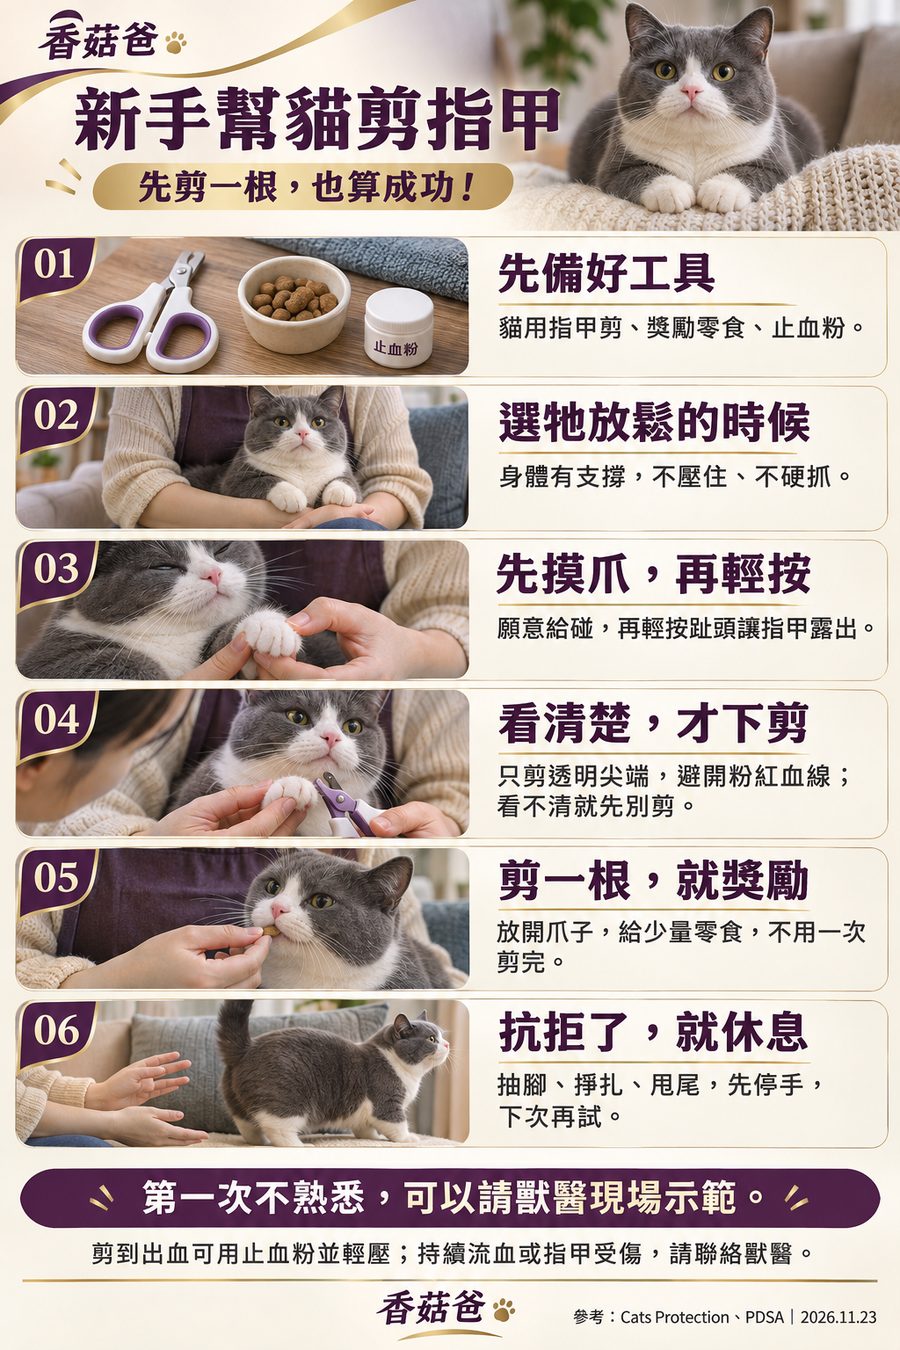 香菇爸
新手幫貓剪指甲
先剪一根，也算成功！
01
止血粉
先備好工具
貓用指甲剪、獎勵零食、止血粉。
02
選牠放鬆的時候
身體有支撐，不壓住、不硬抓。
03
先摸爪，再輕按
願意給碰，再輕按趾頭讓指甲露出。
04
看清楚，才下剪
只剪透明尖端，避開粉紅血線；
看不清就先別剪。
05
剪一根，就獎勵
放開爪子，給少量零食，不用一次
剪完。
06
抗拒了，就休息
抽腳、掙扎、甩尾，先停手，
下次再試。
第一次不熟悉，可以請獸醫現場示範。
剪到出血可用止血粉並輕壓；持續流血或指甲受傷，請聯絡獸醫。
香菇爸
參考：Cats Protection、PDSA｜2026.11.23